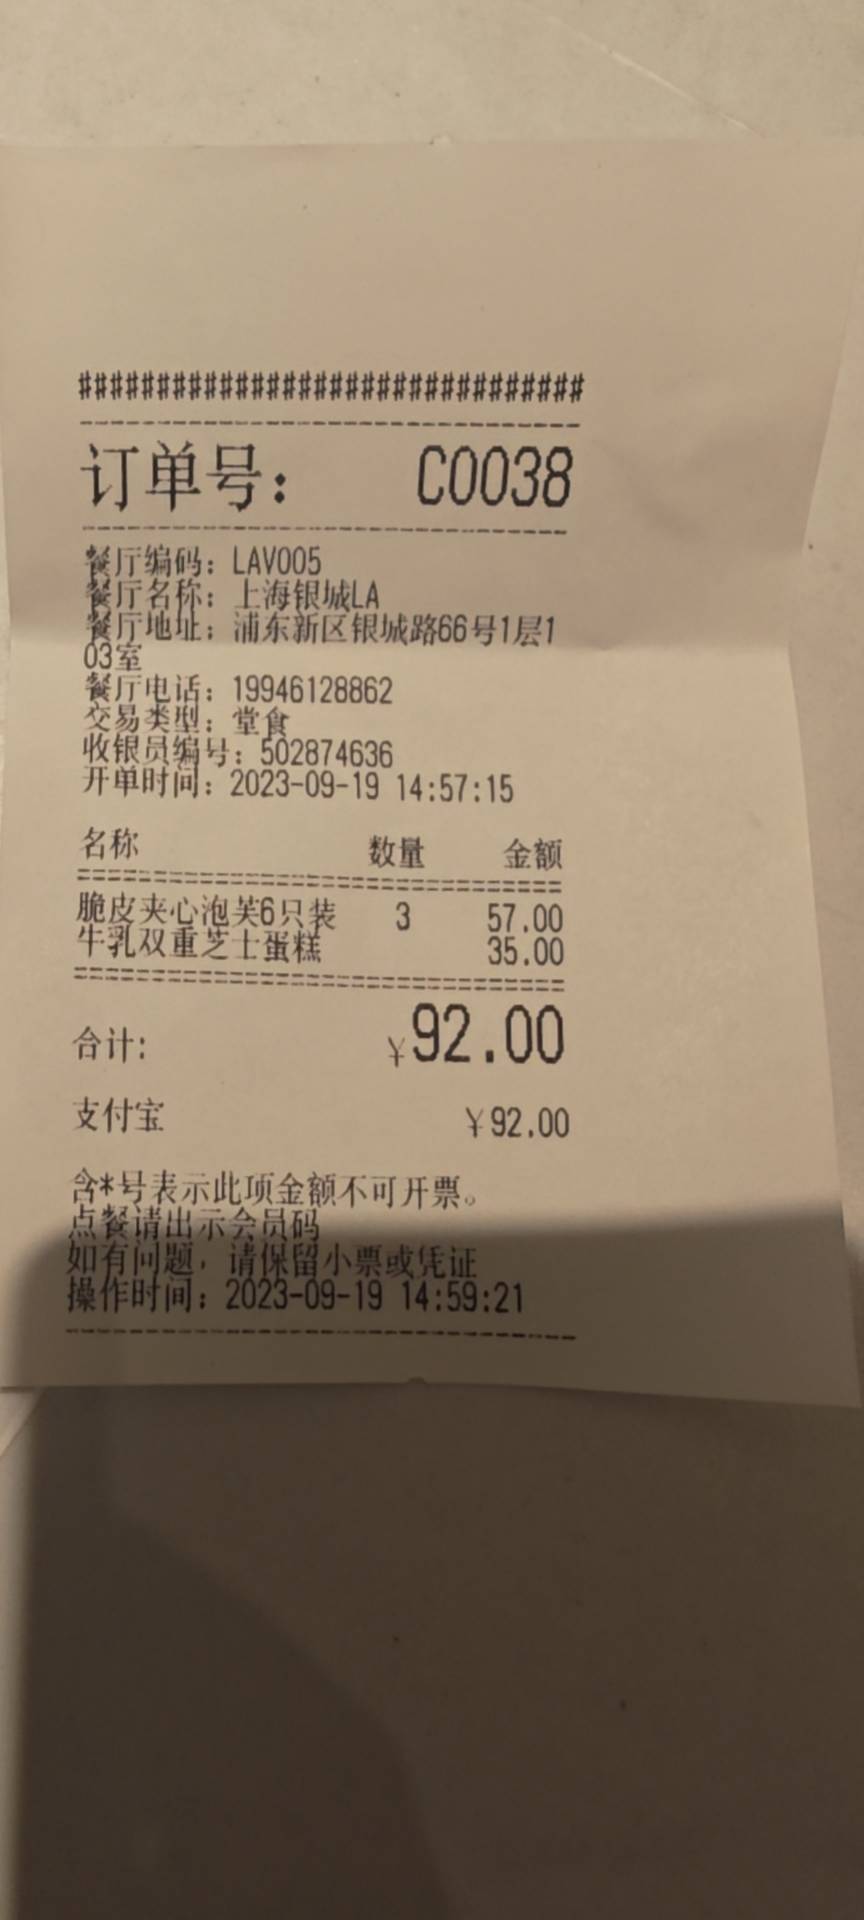 ################################
订单号： C0038
餐厅编码：LAV005
餐厅名称：上海银城LA
餐厅地址：浦东新区银城路66号1层1
03室
餐厅电话：19946128862
交易类型：堂食
收银员编号：502874636
开单时间：2023-09-19 14:57:15
名称 数量 金额
脆皮夹心泡芙6只装 3 57.00
牛乳双重芝士蛋糕 35.00
合计: ¥92.00
支付宝 ¥92.00
含*号表示此项金额不可开票。
点餐请出示会员码
如有问题，请保留小票或凭证
操作时间：2023-09-19 14:59:21